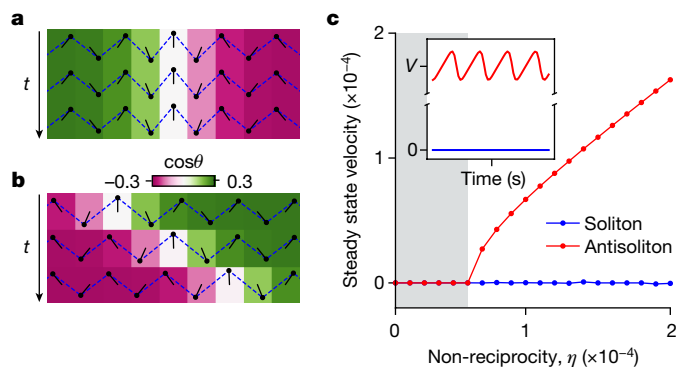 a
t
cosθ
−0.3 0.3
b
t
c
Steady state velocity (×10⁻⁴)
2
1
0
V
0
Time (s)
Soliton
Antisoliton
0 1 2
Non-reciprocity, η (×10⁻⁴)